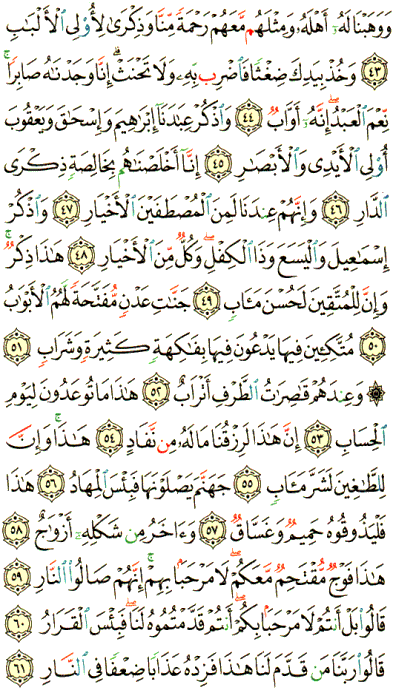 وَوَهَبْنَا لَهُۥٓ أَهْلَهُۥ وَمِثْلَهُم مَّعَهُمْ رَحْمَةً مِّنَّا وَذِكْرَىٰ لِأُو۟لِى ٱلْأَلْبَٰبِ
﴿٤٣﴾ وَخُذْ بِيَدِكَ ضِغْثًا فَٱضْرِب بِّهِۦ وَلَا تَحْنَثْ ۗ إِنَّا وَجَدْنَٰهُ صَابِرًا ۚ
نِّعْمَ ٱلْعَبْدُ ۖ إِنَّهُۥٓ أَوَّابٌ ﴿٤٤﴾ وَٱذْكُرْ عِبَٰدَنَآ إِبْرَٰهِيمَ وَإِسْحَٰقَ وَيَعْقُوبَ
أُو۟لِى ٱلْأَيْدِى وَٱلْأَبْصَٰرِ ﴿٤٥﴾ إِنَّآ أَخْلَصْنَٰهُم بِخَالِصَةٍ ذِكْرَى
ٱلدَّارِ ﴿٤٦﴾ وَإِنَّهُمْ عِندَنَا لَمِنَ ٱلْمُصْطَفَيْنَ ٱلْأَخْيَارِ ﴿٤٧﴾ وَٱذْكُرْ
إِسْمَٰعِيلَ وَٱلْيَسَعَ وَذَا ٱلْكِفْلِ ۖ وَكُلٌّ مِّنَ ٱلْأَخْيَارِ ﴿٤٨﴾ هَٰذَا ذِكْرٌ ۚ
وَإِنَّ لِلْمُتَّقِينَ لَحُسْنَ مَـَٔابٍ ﴿٤٩﴾ جَنَّٰتِ عَدْنٍ مُّفَتَّحَةً لَّهُمُ ٱلْأَبْوَٰبُ
﴿٥٠﴾ مُتَّكِـِٔينَ فِيهَا يَدْعُونَ فِيهَا بِفَٰكِهَةٍ كَثِيرَةٍ وَشَرَابٍ ﴿٥١﴾
۞ وَعِندَهُمْ قَٰصِرَٰتُ ٱلطَّرْفِ أَتْرَابٌ ﴿٥٢﴾ هَٰذَا مَا تُوعَدُونَ لِيَوْمِ
ٱلْحِسَابِ ﴿٥٣﴾ إِنَّ هَٰذَا لَرِزْقُنَا مَا لَهُۥ مِن نَّفَادٍ ﴿٥٤﴾ هَٰذَا ۚ وَإِنَّ
لِلطَّٰغِينَ لَشَرَّ مَـَٔابٍ ﴿٥٥﴾ جَهَنَّمَ يَصْلَوْنَهَا فَبِئْسَ ٱلْمِهَادُ ﴿٥٦﴾ هَٰذَا
فَلْيَذُوقُوهُ حَمِيمٌ وَغَسَّاقٌ ﴿٥٧﴾ وَءَاخَرُ مِن شَكْلِهِۦٓ أَزْوَٰجٌ ﴿٥٨﴾
هَٰذَا فَوْجٌ مُّقْتَحِمٌ مَّعَكُمْ ۖ لَا مَرْحَبًۢا بِهِمْ ۚ إِنَّهُمْ صَالُوا۟ ٱلنَّارِ ﴿٥٩﴾
قَالُوا۟ بَلْ أَنتُمْ لَا مَرْحَبًۢا بِكُمْ ۖ أَنتُمْ قَدَّمْتُمُوهُ لَنَا ۖ فَبِئْسَ ٱلْقَرَارُ ﴿٦٠﴾
قَالُوا۟ رَبَّنَا مَن قَدَّمَ لَنَا هَٰذَا فَزِدْهُ عَذَابًا ضِعْفًا فِى ٱلنَّارِ ﴿٦١﴾